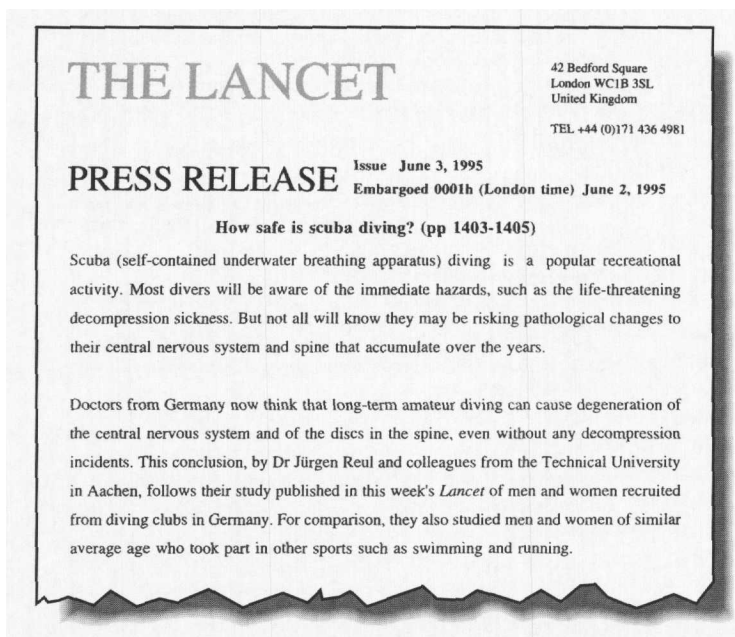 THE LANCET
42 Bedford Square
London WC1B 3SL
United Kingdom
TEL +44 (0)171 436 4981
PRESS RELEASE
Issue June 3, 1995
Embargoed 0001h (London time) June 2, 1995
How safe is scuba diving? (pp 1403-1405)
Scuba (self-contained underwater breathing apparatus) diving is a popular recreational
activity. Most divers will be aware of the immediate hazards, such as the life-threatening
decompression sickness. But not all will know they may be risking pathological changes to
their central nervous system and spine that accumulate over the years.
Doctors from Germany now think that long-term amateur diving can cause degeneration of
the central nervous system and of the discs in the spine, even without any decompression
incidents. This conclusion, by Dr Jürgen Reul and colleagues from the Technical University
in Aachen, follows their study published in this week's Lancet of men and women recruited
from diving clubs in Germany. For comparison, they also studied men and women of similar
average age who took part in other sports such as swimming and running.